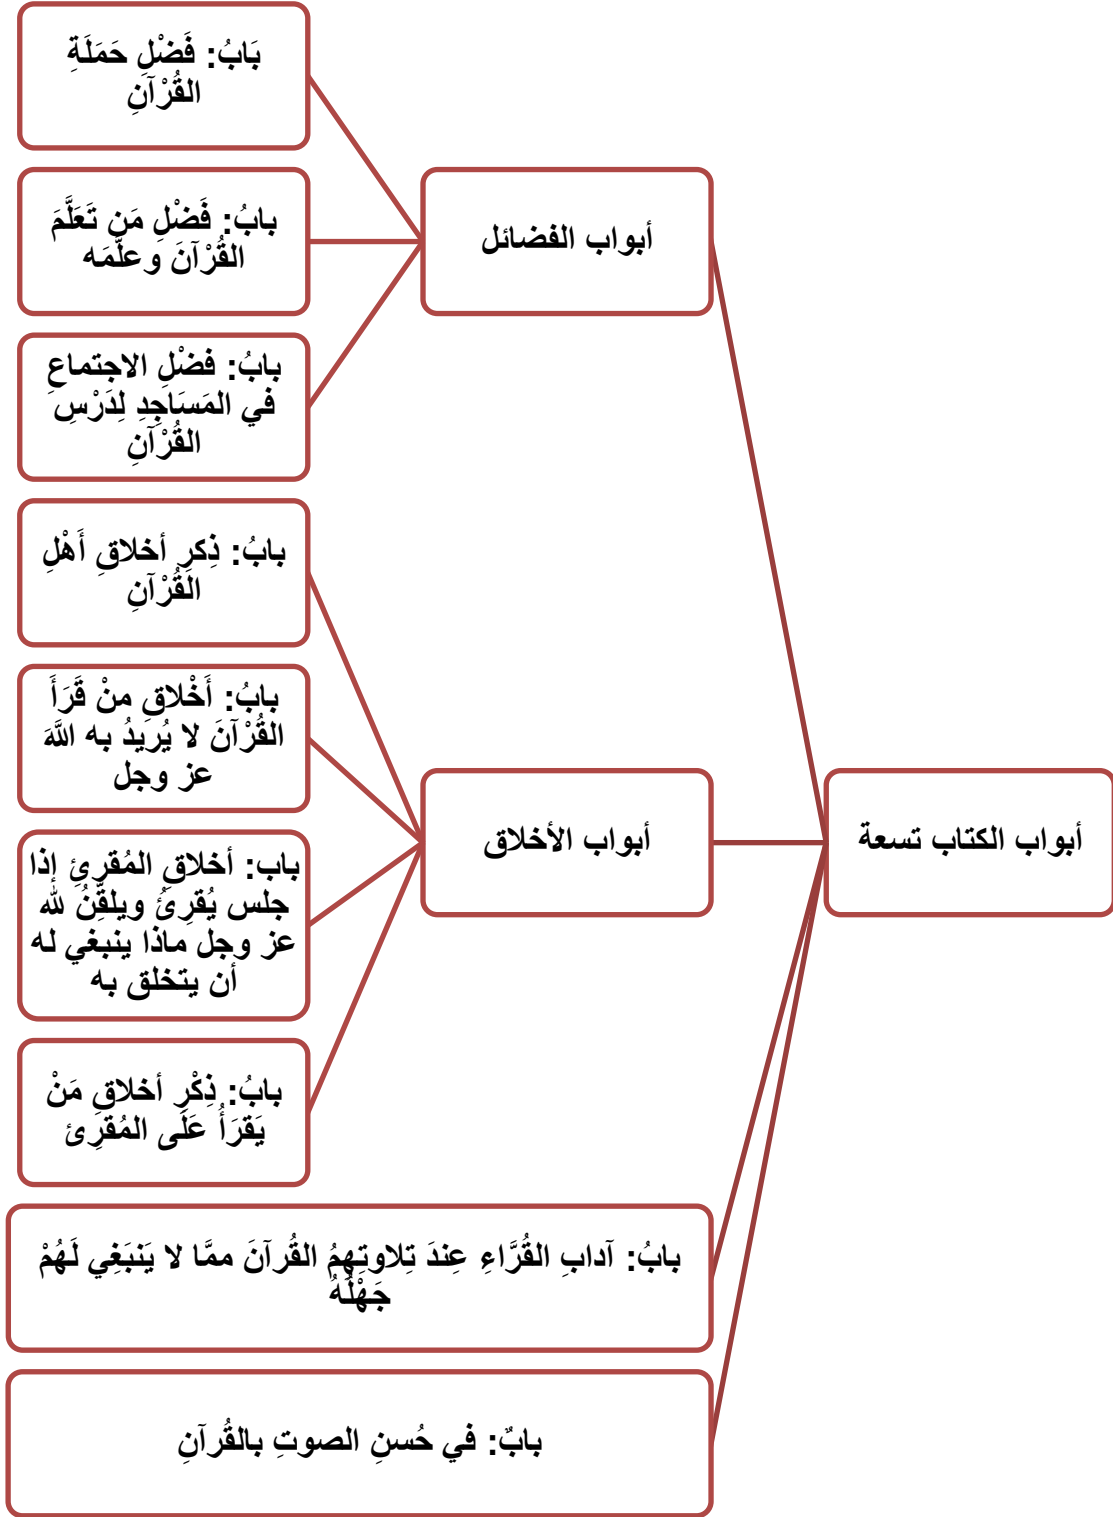 أبواب الكتاب تسعة
أبواب الفضائل
بَابُ: فَضْلِ حَمَلَةِ
القُرْآنِ
بابُ: فَضْلِ مَن تَعَلَّمَ
القُرْآنَ وعلَّمَه
بابُ: فضْلِ الاجتماعِ
في المَسَاجِدِ لِدَرْسِ
القُرْآنِ
أبواب الأخلاق
بابُ: ذِكرِ أخلاقِ أَهْلِ
القُرْآنِ
بابُ: أَخْلاقِ منْ قَرَأَ
القُرْآنَ لا يُرَيدُ به اللَّهَ
عز وجل
باب: أخلاقِ المُقرِئِ إذا
جلس يُقرِئُ ويلقِّنُ لله
عز وجل ماذا ينبغي له
أن يتخلق به
بابُ: ذِكْرِ أخلاقِ مَنْ
يَقرَأُ عَلَى المُقرِئ
بابُ: آدابِ القُرَّاءِ عِندَ تِلاوتِهِمُ القُرآنَ ممَّا لا يَنبَغِي لَهُمْ
جَهْلُهُ
بابٌ: في حُسنِ الصوتِ بالقُرآنِ